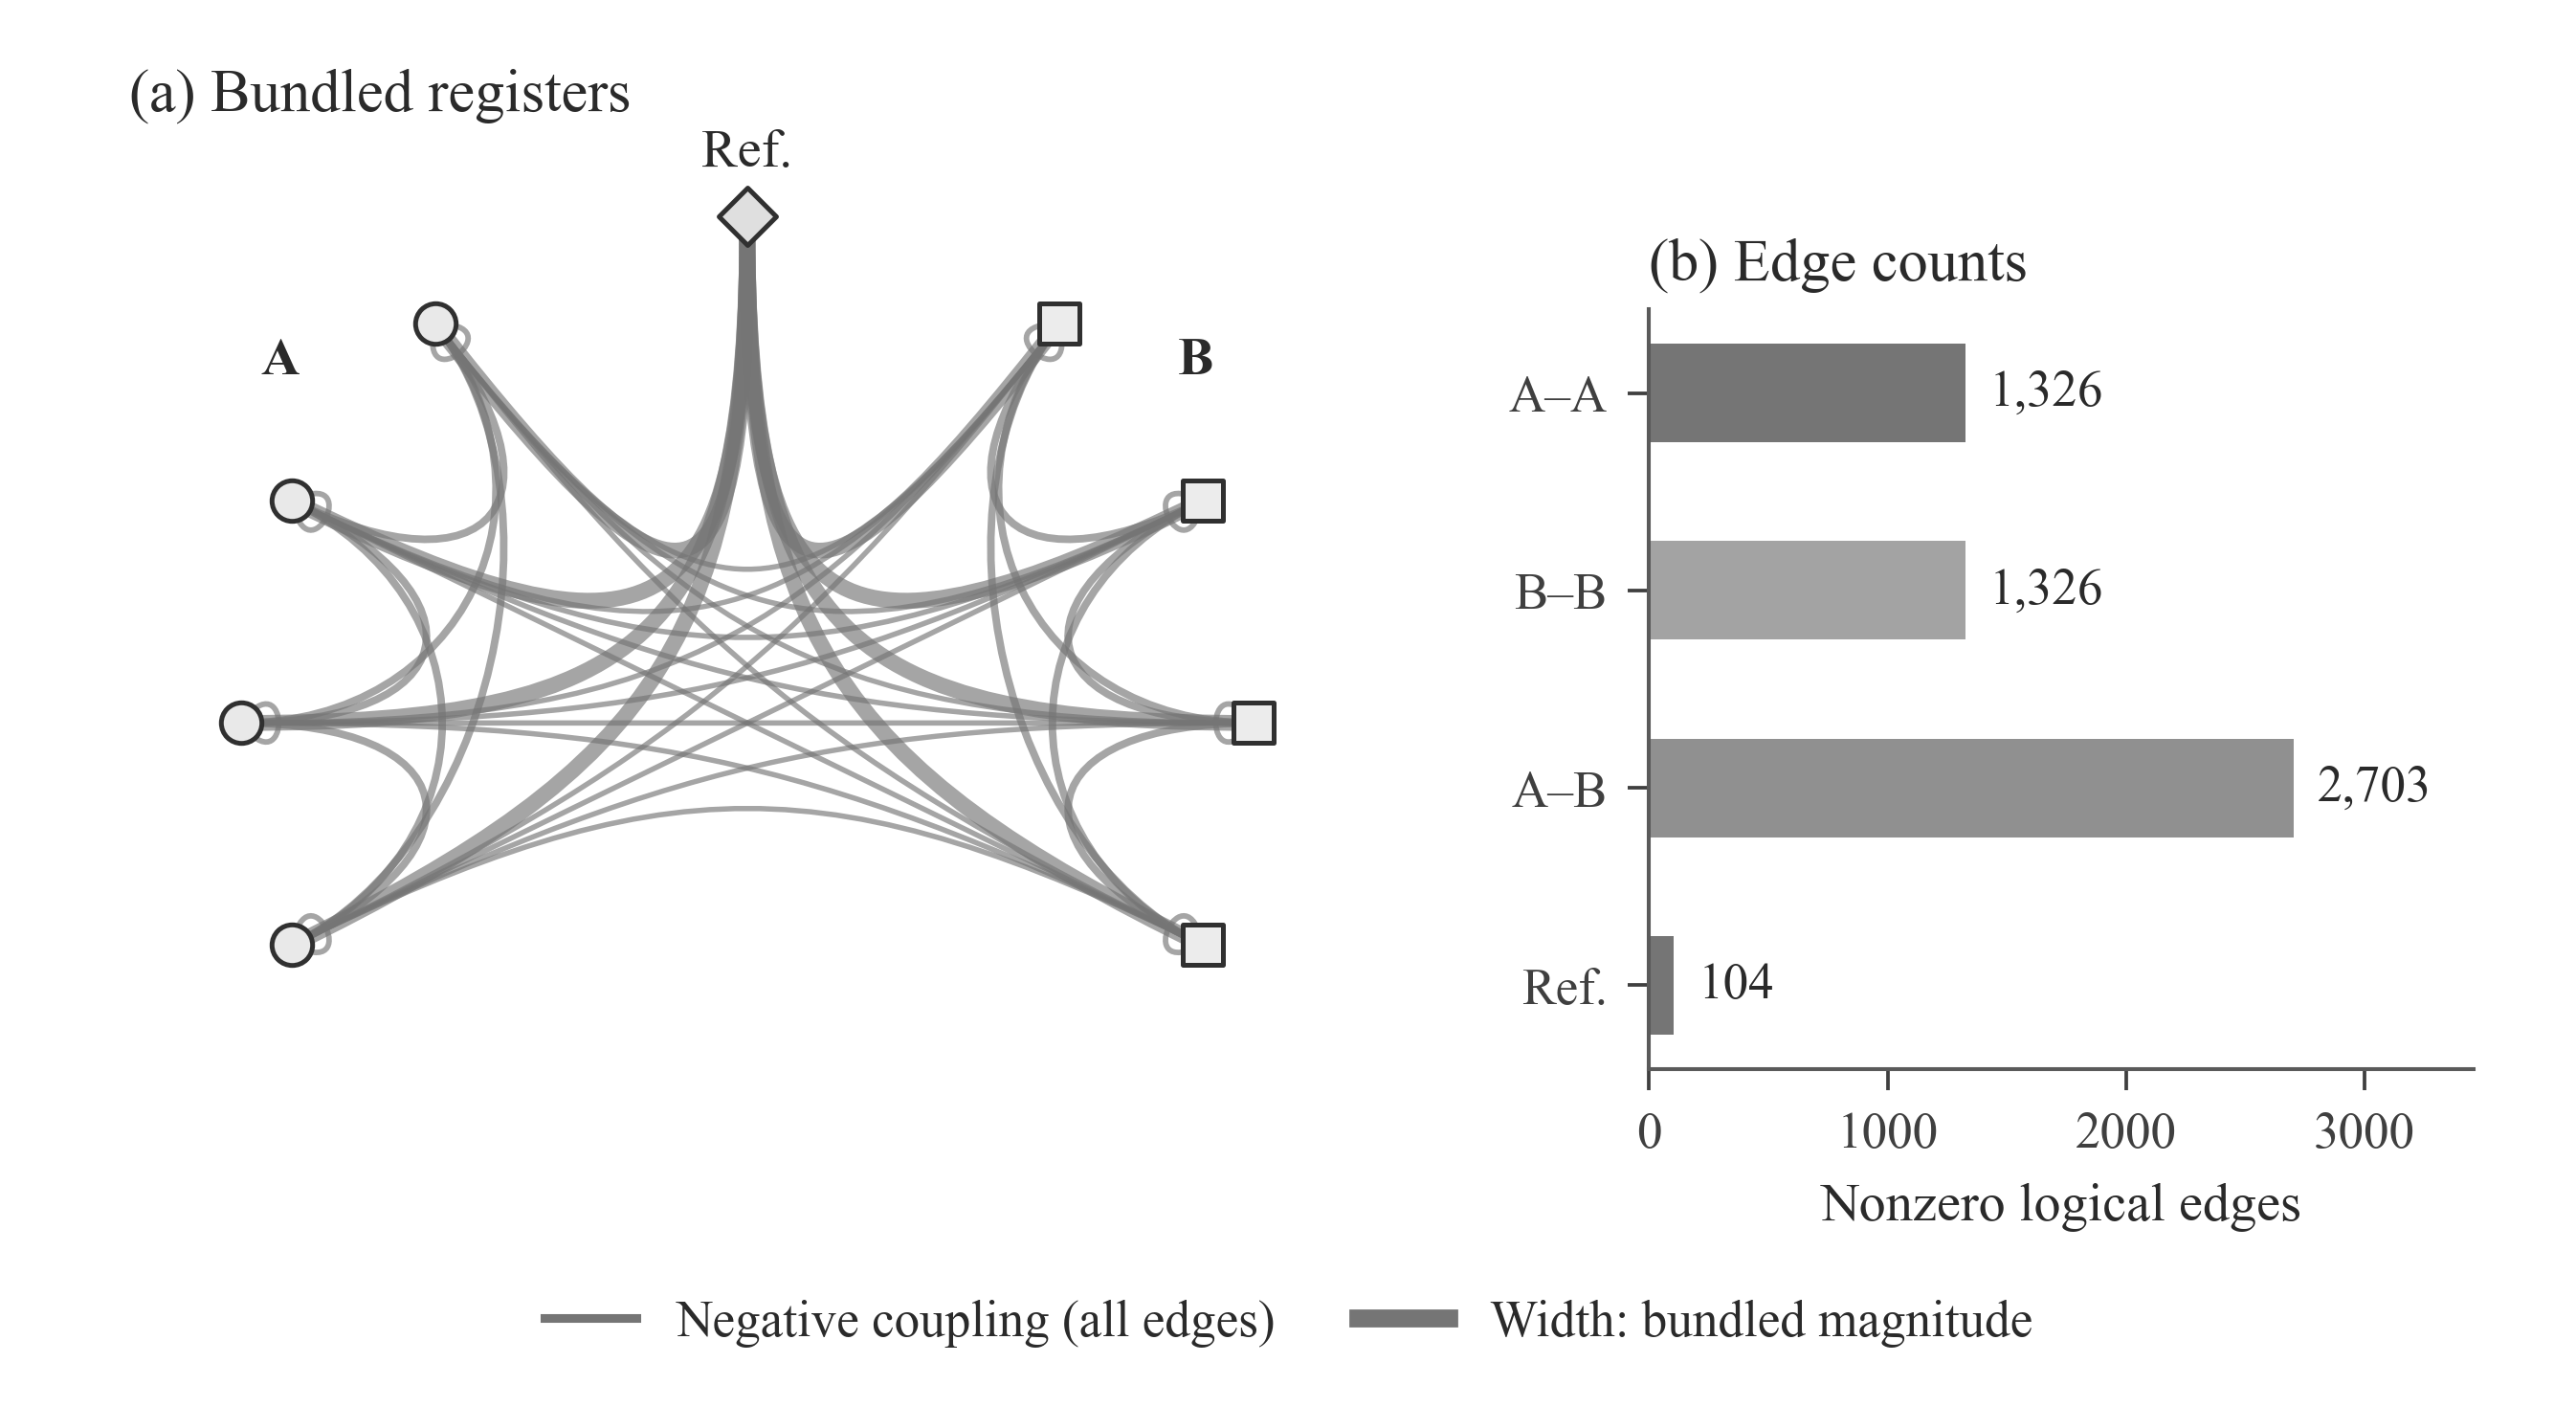 (a) Bundled registers
Ref.
A
B
(b) Edge counts
A–A
1,326
B–B
1,326
A–B
2,703
Ref.
104
0 1000 2000 3000
Nonzero logical edges
Negative coupling (all edges)
Width: bundled magnitude